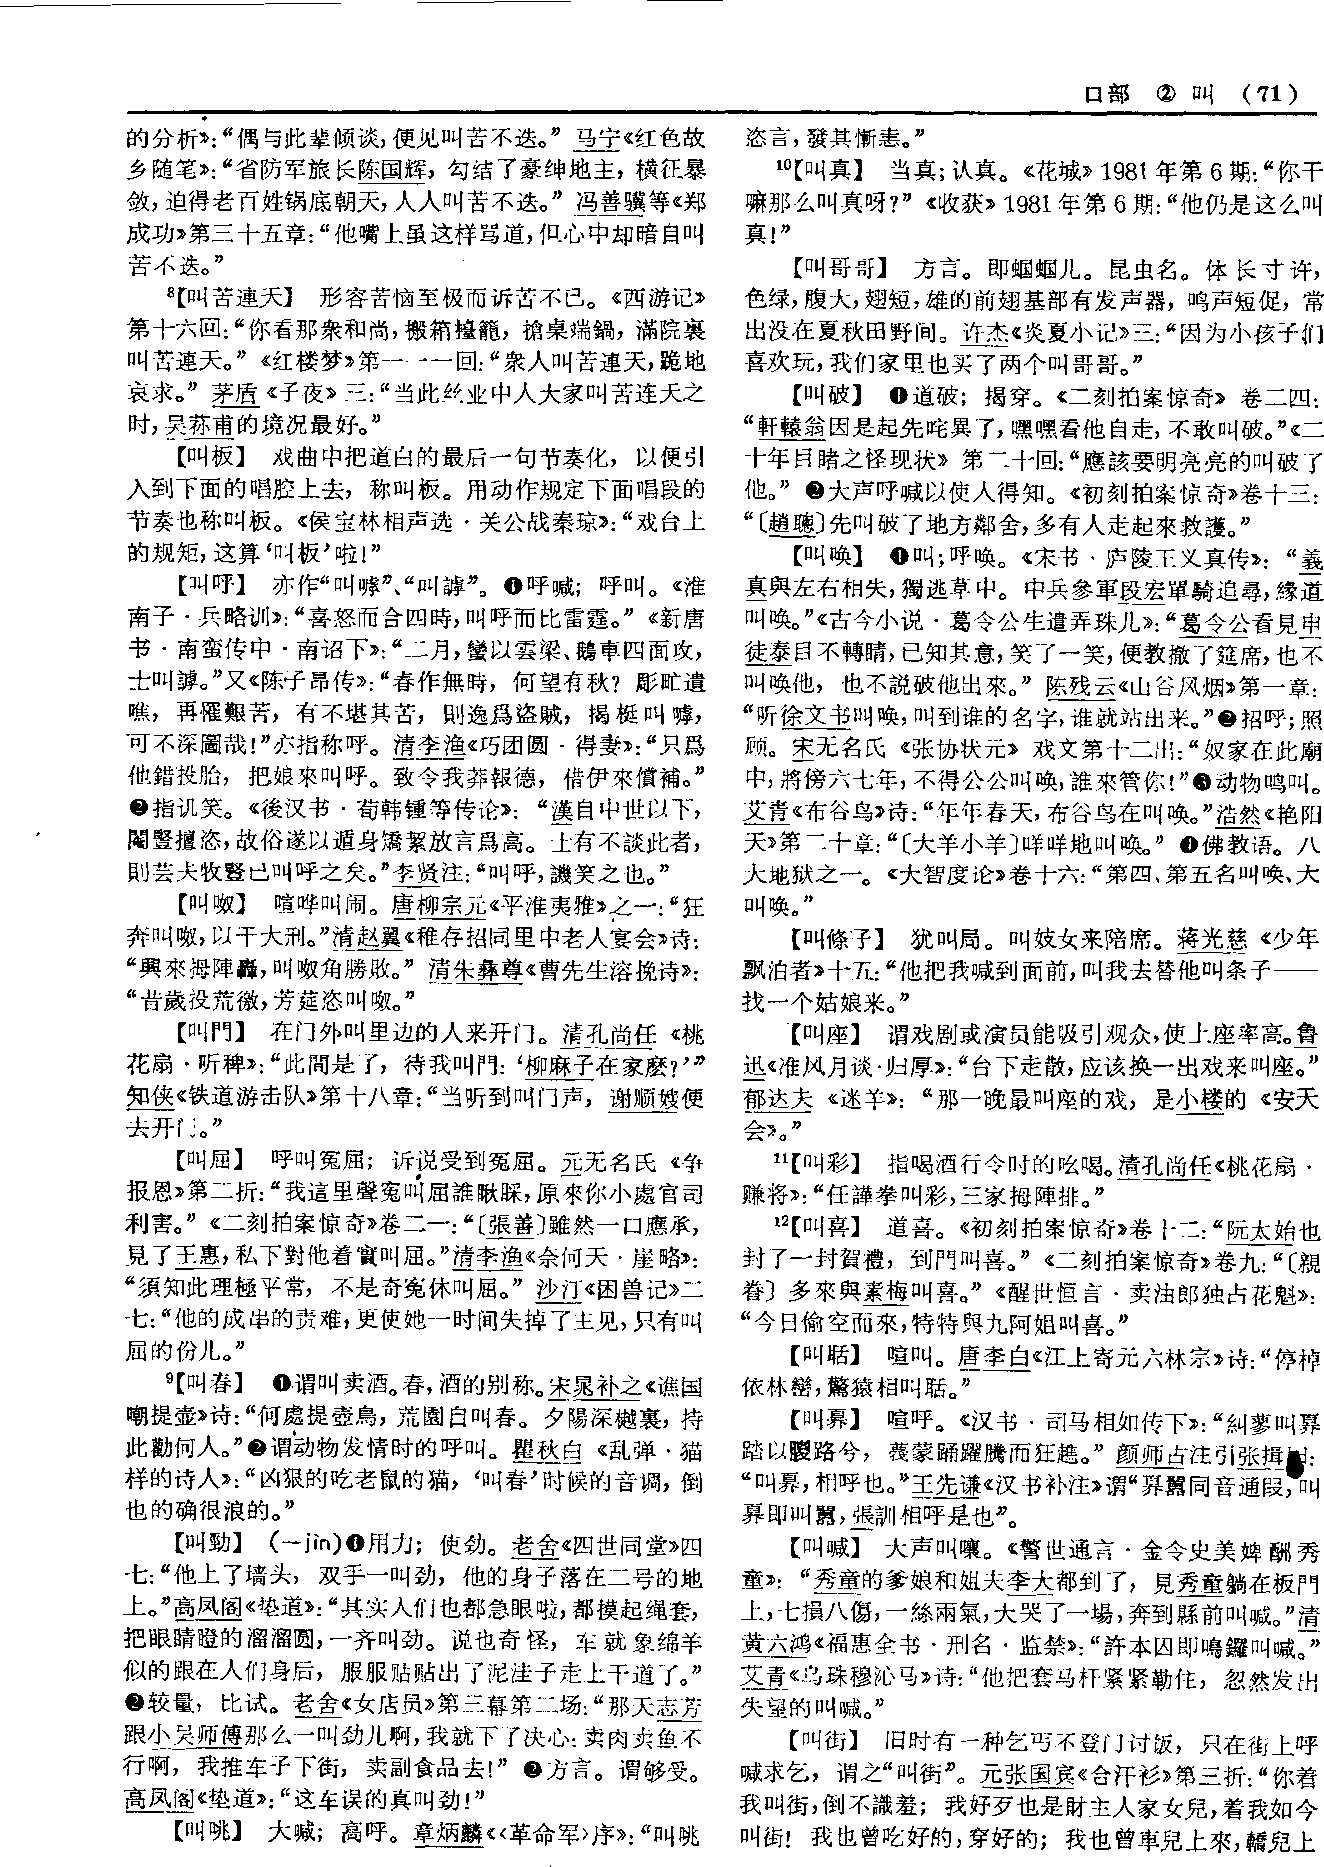 口部 ② 叫 (71)
的分析》：“偶与此辈倾谈，便见叫苦不迭。” 马宁《红色故
乡随笔》：“省防军旅长陈国辉，勾结了豪绅地主，横征暴
敛，迫得老百姓锅底朝天，人人叫苦不迭。” 冯善骥等《郑
成功》第三十五章：“他嘴上虽这样骂道，但心中却暗自叫
苦不迭。”
⁸【叫苦連天】 形容苦恼至极而诉苦不已。《西游记》
第十六回：“你看那衆和尚，搬箱擡籠，搶桌端鍋，滿院裏
叫苦連天。” 《红楼梦》第一一一回：“衆人叫苦連天，跪地
哀求。” 茅盾《子夜》三：“当此丝业中人大家叫苦连天之
时，吴荪甫的境况最好。”
【叫板】 戏曲中把道白的最后一句节奏化，以便引
入到下面的唱腔上去，称叫板。用动作规定下面唱段的
节奏也称叫板。《侯宝林相声选·关公战秦琼》：“戏台上
的规矩，这算‘叫板’啦！”
【叫呼】 亦作“叫嘑”、“叫謼”。❶呼喊；呼叫。《淮
南子·兵略训》：“喜怒而合四時，叫呼而比雷霆。” 《新唐
书·南蛮传中·南诏下》：“二月，蠻以雲梁、鵝車四面攻，
士叫謼。”又《陈子昂传》：“春作無時，何望有秋？彫甿遺
噍，再罹艱苦，有不堪其苦，則逸爲盜賊，揭梃叫嘑，
可不深圖哉！”亦指称呼。清李渔《巧团圆·得妻》：“只爲
他錯投胎，把娘來叫呼。致令我莽報德，借伊來償補。”
❷指讥笑。《後汉书·荀韩锺等传论》：“漢自中世以下，
閹豎擅恣，故俗遂以遁身矯絜放言爲高。士有不談此者，
則芸夫牧豎已叫呼之矣。”李贤注：“叫呼，譏笑之也。”
【叫呶】 喧哗叫闹。唐柳宗元《平淮夷雅》之一：“狂
奔叫呶，以干大刑。”清赵翼《稚存招同里中老人宴会》诗：
“興來拇陣轟，叫呶角勝敗。” 清朱彝尊《曹先生溶挽诗》：
“昔歲投荒徼，芳筵恣叫呶。”
【叫門】 在门外叫里边的人来开门。清孔尚任《桃
花扇·听稗》：“此間是了，待我叫門：‘柳麻子在家麼？’”
知侠《铁道游击队》第十八章：“当听到叫门声，谢顺嫂便
去开门。”
【叫屈】 呼叫冤屈；诉说受到冤屈。元无名氏《争
报恩》第二折：“我這里聲寃叫屈誰瞅睬，原來你小處官司
利害。” 《二刻拍案惊奇》卷二一：“〔張善〕雖然一口應承，
見了王惠，私下對他着實叫屈。”清李渔《奈何天·崖略》：
“須知此理極平常，不是奇寃休叫屈。” 沙汀《困兽记》二
七：“他的成串的责难，更使她一时间失掉了主见，只有叫
屈的份儿。”
⁹【叫春】 ❶谓叫卖酒。春，酒的别称。宋晁补之《谯国
嘲提壶》诗：“何處提壺鳥，荒園自叫春。夕陽深樾裏，持
此勸何人。”❷谓动物发情时的呼叫。瞿秋白《乱弹·猫
样的诗人》：“凶狠的吃老鼠的猫，‘叫春’时候的音调，倒
也的确很浪的。”
【叫勁】 （—jìn）❶用力；使劲。老舍《四世同堂》四
七：“他上了墙头，双手一叫劲，他的身子落在二号的地
上。”高凤阁《垫道》：“其实人们也都急眼啦，都摸起绳套，
把眼睛瞪的溜溜圆，一齐叫劲。说也奇怪，车就象绵羊
似的跟在人们身后，服服贴贴出了泥洼子走上干道了。”
❷较量，比试。老舍《女店员》第三幕第二场：“那天志芳
跟小吴师傅那么一叫劲儿啊，我就下了决心：卖肉卖鱼不
行啊，我推车子下街，卖副食品去！” ❷方言。谓够受。
高凤阁《垫道》：“这车误的真叫劲！”
【叫咷】 大喊；高呼。章炳麟《〈革命军〉序》：“叫咷
恣言，發其慚恚。”
¹⁰【叫真】 当真；认真。《花城》1981年第6期：“你干
嘛那么叫真呀？” 《收获》1981年第6期：“他仍是这么叫
真！”
【叫哥哥】 方言。即蝈蝈儿。昆虫名。体长寸许，
色绿，腹大，翅短，雄的前翅基部有发声器，鸣声短促，常
出没在夏秋田野间。许杰《炎夏小记》三：“因为小孩子们
喜欢玩，我们家里也买了两个叫哥哥。”
【叫破】 ❶道破；揭穿。《二刻拍案惊奇》卷二四：
“軒轅翁因是起先咤異了，嘿嘿看他自走，不敢叫破。”《二
十年目睹之怪现状》第二十回：“應該要明亮亮的叫破了
他。” ❷大声呼喊以使人得知。《初刻拍案惊奇》卷十三：
“〔趙聰〕先叫破了地方鄰舍，多有人走起來救護。”
【叫唤】 ❶叫；呼唤。《宋书·庐陵王义真传》：“義
真與左右相失，獨逃草中。中兵參軍段宏單騎追尋，緣道
叫唤。”《古今小说·葛令公生遣弄珠儿》：“葛令公看見申
徒泰目不轉睛，已知其意，笑了一笑，便教撤了筵席，也不
叫唤他，也不説破他出來。” 陈残云《山谷风烟》第一章：
“听徐文书叫唤，叫到谁的名字，谁就站出来。”❷招呼；照
顾。宋无名氏《张协状元》戏文第十二出：“奴家在此廟
中，將傍六七年，不得公公叫唤，誰來管你！”❸动物鸣叫。
艾青《布谷鸟》诗：“年年春天，布谷鸟在叫唤。”浩然《艳阳
天》第二十章：“〔大羊小羊〕咩咩地叫唤。” ❹佛教语。八
大地狱之一。《大智度论》卷十六：“第四、第五名叫唤、大
叫唤。”
【叫條子】 犹叫局。叫妓女来陪席。蒋光慈《少年
飘泊者》十五：“他把我喊到面前，叫我去替他叫条子——
找一个姑娘来。”
【叫座】 谓戏剧或演员能吸引观众，使上座率高。鲁
迅《准风月谈·归厚》：“台下走散，应该换一出戏来叫座。”
郁达夫《迷羊》：“那一晚最叫座的戏，是小楼的《安天
会》。”
¹¹【叫彩】 指喝酒行令时的吆喝。清孔尚任《桃花扇·
赚将》：“任譁拳叫彩，三家拇陣排。”
¹²【叫喜】 道喜。《初刻拍案惊奇》卷十二：“阮太始也
封了一封賀禮，到門叫喜。” 《二刻拍案惊奇》卷九：“〔親
眷〕多來與素梅叫喜。” 《醒世恒言·卖油郎独占花魁》：
“今日偷空而來，特特與九阿姐叫喜。”
【叫聒】 喧叫。唐李白《江上寄元六林宗》诗：“停棹
依林巒，驚猿相叫聒。”
【叫奡】 喧呼。《汉书·司马相如传下》：“糾蓼叫奡
踏以朡路兮，薎蒙踊躍騰而狂趭。” 颜师古注引张揖曰：
“叫奡，相呼也。”王先谦《汉书补注》谓“奡嚻同音通叚，叫
奡即叫嚻，張訓相呼是也”。
【叫喊】 大声叫嚷。《警世通言·金令史美婢酬秀
童》：“秀童的爹娘和姐夫李大都到了，見秀童躺在板門
上，七損八傷，一絲兩氣，大哭了一場，奔到縣前叫喊。”清
黄六鸿《福惠全书·刑名·监禁》：“許本囚即鳴鑼叫喊。”
艾青《乌珠穆沁马》诗：“他把套马杆紧紧勒住，忽然发出
失望的叫喊。”
【叫街】 旧时有一种乞丐不登门讨饭，只在街上呼
喊求乞，谓之“叫街”。元张国宾《合汗衫》第三折：“你着
我叫街，倒不識羞；我好歹也是財主人家女兒，着我如今
叫街！我也曾吃好的，穿好的；我也曾車兒上來，轎兒上